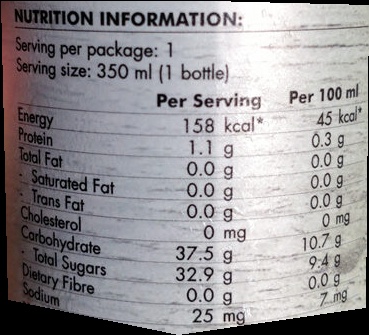 NUTRITION INFORMATION:
Serving per package: 1
Serving size: 350 ml (1 bottle)
Per Serving Per 100 ml
Energy 158 kcal* 45 kcal*
Protein 1.1 g 0.3 g
Total Fat 0.0 g 0.0 g
- Saturated Fat 0.0 g 0.0 g
- Trans Fat 0.0 g 0.0 g
Cholesterol 0 mg 0 mg
Carbohydrate 37.5 g 10.7 g
- Total Sugars 32.9 g 9.4 g
Dietary Fibre 0.0 g 0.0 g
Sodium 25 mg 7 mg